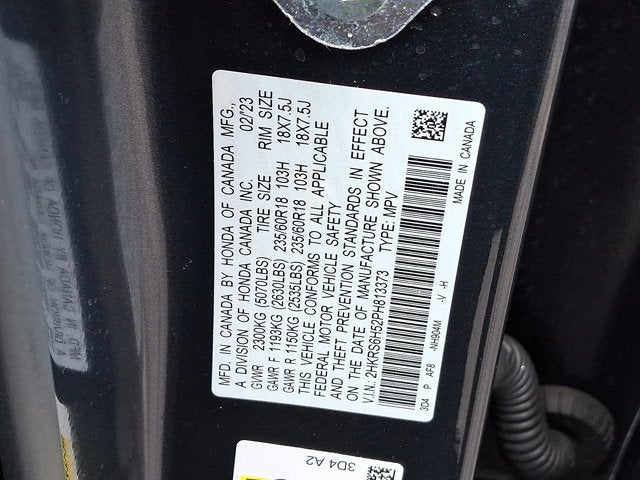 MFD. IN CANADA BY HONDA OF CANADA MFG.,
A DIVISION OF HONDA CANADA INC. 02/23
GVWR 2300KG (5070LBS) TIRE SIZE RIM SIZE
GAWR F 1193KG (2630LBS) 235/60R18 103H 18X7.5J
GAWR R 1150KG (2535LBS) 235/60R18 103H 18X7.5J
THIS VEHICLE CONFORMS TO ALL APPLICABLE
FEDERAL MOTOR VEHICLE SAFETY
AND THEFT PREVENTION STANDARDS IN EFFECT
ON THE DATE OF MANUFACTURE SHOWN ABOVE.
V.I.N.: 2HKRS6H52PH813373 TYPE: MPV
3D4 P AF8 -NH904M -V -H
MADE IN CANADA
3D4 A2